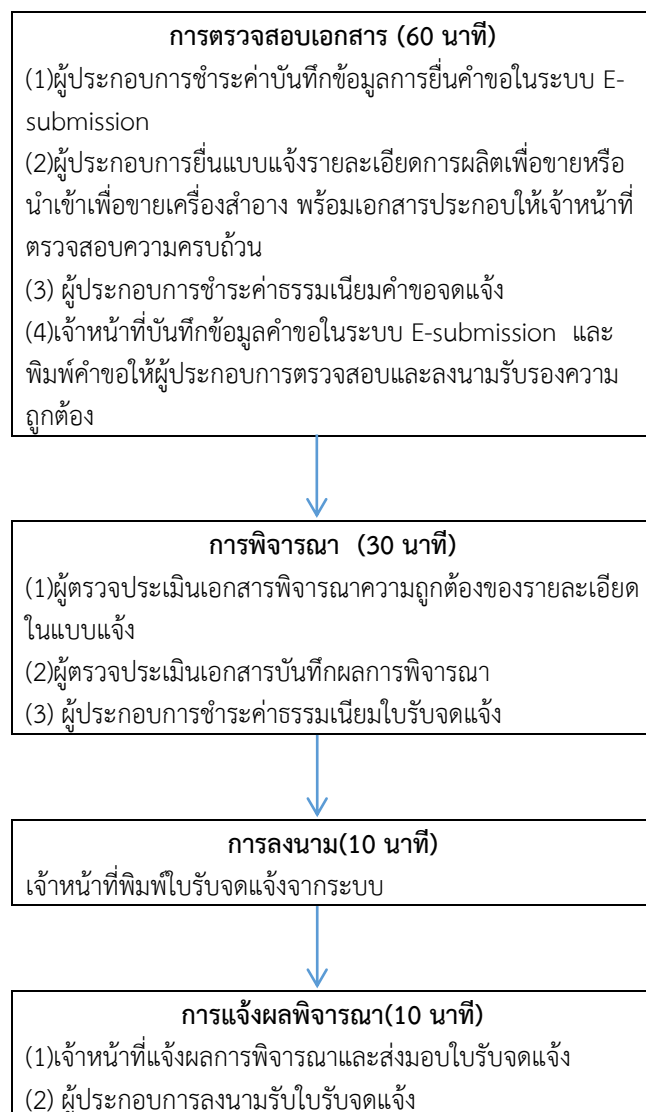 การตรวจสอบเอกสาร (60 นาที)
(1)ผู้ประกอบการชำระค่าบันทึกข้อมูลการยื่นคำขอในระบบ E-
submission
(2)ผู้ประกอบการยื่นแบบแจ้งรายละเอียดการผลิตเพื่อขายหรือ
นำเข้าเพื่อขายเครื่องสำอาง พร้อมเอกสารประกอบให้เจ้าหน้าที่
ตรวจสอบความครบถ้วน
(3) ผู้ประกอบการชำระค่าธรรมเนียมคำขอจดแจ้ง
(4)เจ้าหน้าที่บันทึกข้อมูลคำขอในระบบ E-submission และ
พิมพ์คำขอให้ผู้ประกอบการตรวจสอบและลงนามรับรองความ
ถูกต้อง
การพิจารณา (30 นาที)
(1)ผู้ตรวจประเมินเอกสารพิจารณาความถูกต้องของรายละเอียด
ในแบบแจ้ง
(2)ผู้ตรวจประเมินเอกสารบันทึกผลการพิจารณา
(3) ผู้ประกอบการชำระค่าธรรมเนียมใบรับจดแจ้ง
การลงนาม(10 นาที)
เจ้าหน้าที่พิมพ์ใบรับจดแจ้งจากระบบ
การแจ้งผลพิจารณา(10 นาที)
(1)เจ้าหน้าที่แจ้งผลการพิจารณาและส่งมอบใบรับจดแจ้ง
(2) ผู้ประกอบการลงนามรับใบรับจดแจ้ง